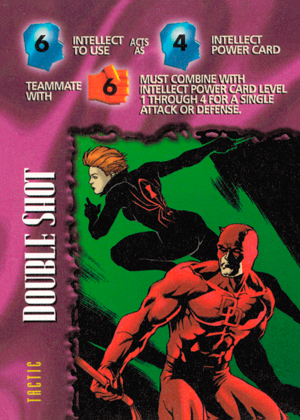 6 INTELLECT TO USE ACTS AS 4 INTELLECT POWER CARD
TEAMMATE WITH 6 MUST COMBINE WITH
INTELLECT POWER CARD LEVEL
1 THROUGH 4 FOR A SINGLE
ATTACK OR DEFENSE.
DOUBLE SHOT
TACTIC